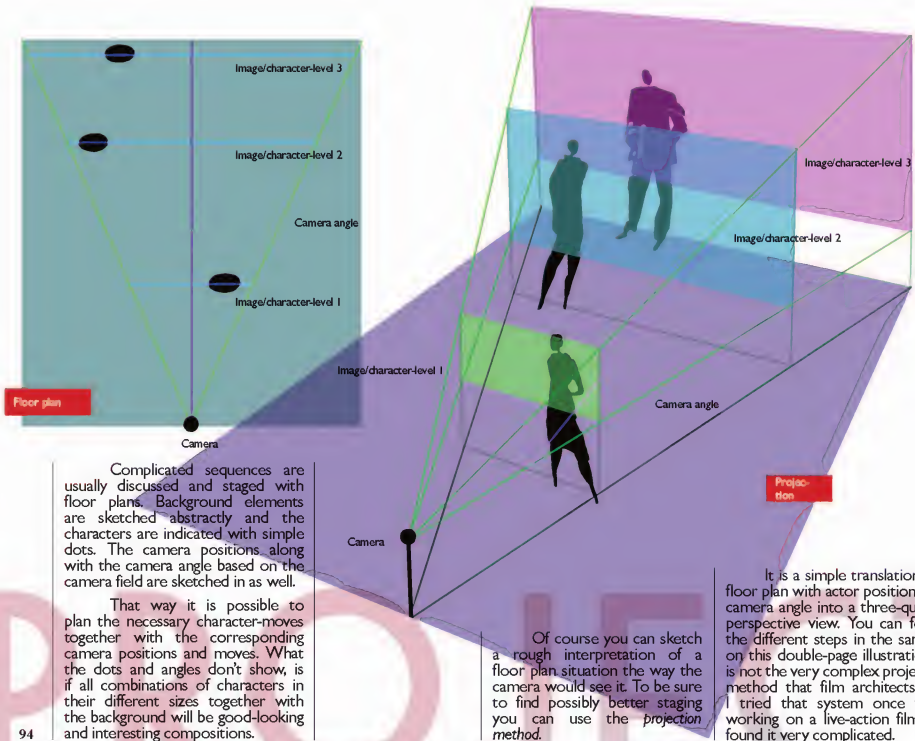 Image/character-level 3
Image/character-level 2
Camera angle
Image/character-level 1
Floor plan
Camera
Image/character-level 3
Image/character-level 2
Image/character-level 1
Camera angle
Camera
Projec-
tion
Complicated sequences are
usually discussed and staged with
floor plans. Background elements
are sketched abstractly and the
characters are indicated with simple
dots. The camera positions along
with the camera angle based on the
camera field are sketched in as well.
That way it is possible to
plan the necessary character-moves
together with the corresponding
camera positions and moves. What
the dots and angles don't show, is
if all combinations of characters in
their different sizes together with
the background will be good-looking
and interesting compositions.
94
Of course you can sketch
a rough interpretation of a
floor plan situation the way the
camera would see it. To be sure
to find possibly better staging
you can use the projection
method.
It is a simple translation
floor plan with actor position
camera angle into a three-qu
perspective view. You can f
the different steps in the sam
on this double-page illustrati
is not the very complex proje
method that film architects
I tried that system once
working on a live-action film
found it very complicated.